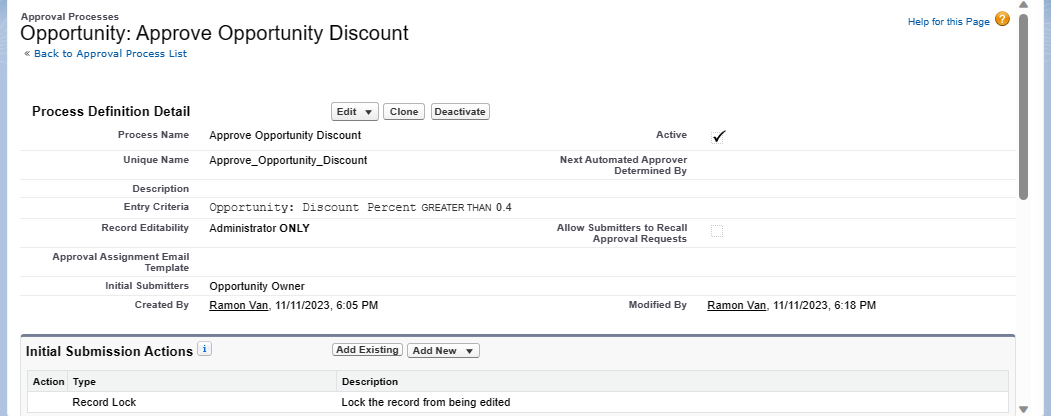 Approval Processes
Opportunity: Approve Opportunity Discount
Help for this Page ?
« Back to Approval Process List
Process Definition Detail
Edit ▼ Clone Deactivate
Process Name Approve Opportunity Discount Active ✓
Unique Name Approve_Opportunity_Discount Next Automated Approver
Determined By
Description
Entry Criteria Opportunity: Discount Percent GREATER THAN 0.4
Record Editability Administrator ONLY Allow Submitters to Recall
Approval Requests
Approval Assignment Email
Template
Initial Submitters Opportunity Owner
Created By Ramon Van, 11/11/2023, 6:05 PM Modified By Ramon Van, 11/11/2023, 6:18 PM
Initial Submission Actions i Add Existing Add New ▼
Action Type Description
Record Lock Lock the record from being edited